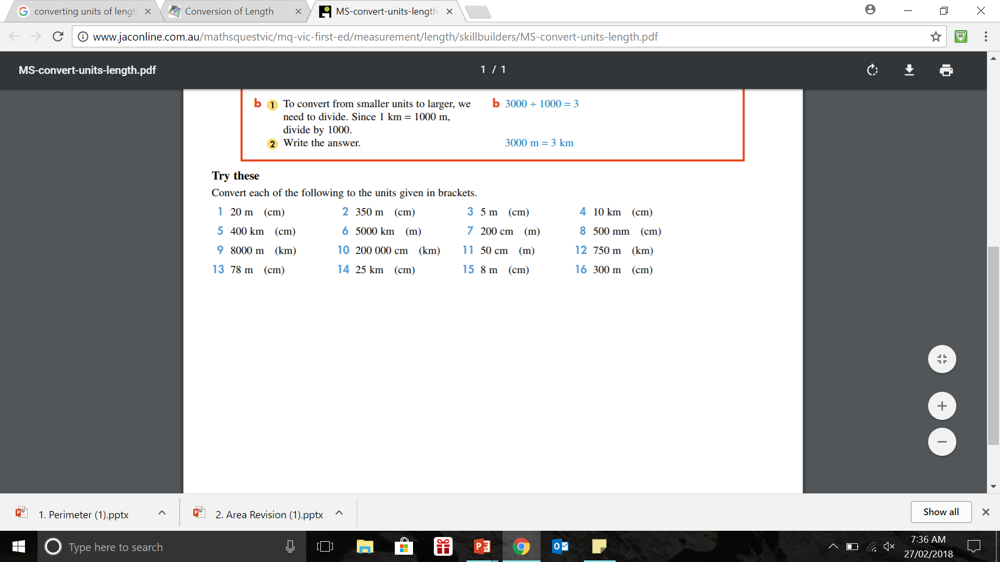 converting units of lengt
Conversion of Length
MS-convert-units-length
www.jaconline.com.au/mathsquestvic/mq-vic-first-ed/measurement/length/skillbuilders/MS-convert-units-length.pdf
MS-convert-units-length.pdf
1 / 1
b 1 To convert from smaller units to larger, we b 3000 ÷ 1000 = 3
need to divide. Since 1 km = 1000 m,
divide by 1000.
2 Write the answer. 3000 m = 3 km
Try these
Convert each of the following to the units given in brackets.
1 20 m (cm) 2 350 m (cm) 3 5 m (cm) 4 10 km (cm)
5 400 km (cm) 6 5000 km (m) 7 200 cm (m) 8 500 mm (cm)
9 8000 m (km) 10 200 000 cm (km) 11 50 cm (m) 12 750 m (km)
13 78 m (cm) 14 25 km (cm) 15 8 m (cm) 16 300 m (cm)
1. Perimeter (1).pptx
2. Area Revision (1).pptx
Show all
Type here to search
7:36 AM
27/02/2018